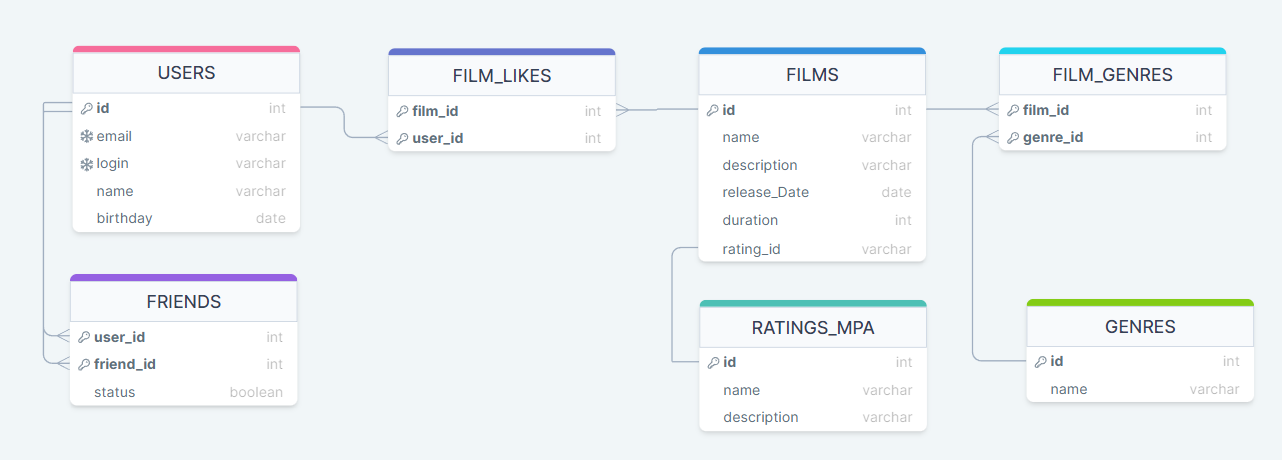 USERS
id int
email varchar
login varchar
name varchar
birthday date
FRIENDS
user_id int
friend_id int
status boolean
FILM_LIKES
film_id int
user_id int
FILMS
id int
name varchar
description varchar
release_Date date
duration int
rating_id varchar
RATINGS_MPA
id int
name varchar
description varchar
FILM_GENRES
film_id int
genre_id int
GENRES
id int
name varchar